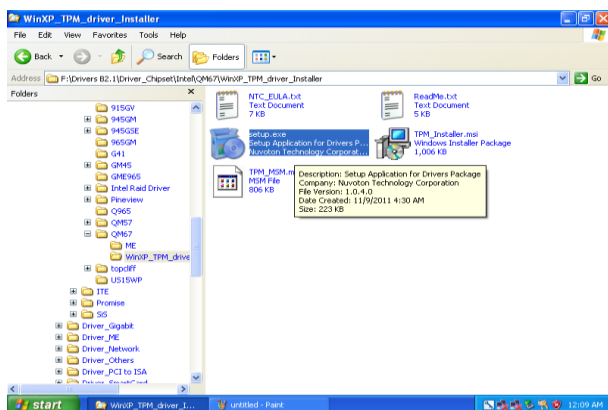 WinXP_TPM_driver_Installer
File Edit View Favorites Tools Help
Back Search Folders
Address F:\Drivers B2.1\Driver_Chipset\Intel\QM67\WinXP_TPM_driver_Installer Go
Folders
915GV
945GM
945GSE
965GM
G41
GM45
GME965
Intel Raid Driver
Pineview
Q965
QM57
QM67
ME
WinXP_TPM_drive
topcliff
US15WP
ITE
Promise
SiS
Driver_Gigabit
Driver_ME
Driver_Network
Driver_Others
Driver_PCI to ISA
Driver_SmartCard
NTC_EULA.txt
Text Document
7 KB
ReadMe.txt
Text Document
5 KB
setup.exe
Setup Application for Drivers P...
Nuvoton Technology Corporat...
TPM_Installer.msi
Windows Installer Package
1,006 KB
TPM_MSM.m
MSM File
806 KB
Description: Setup Application for Drivers Package
Company: Nuvoton Technology Corporation
File Version: 1.0.4.0
Date Created: 11/9/2011 4:30 AM
Size: 223 KB
start WinXP_TPM_driver_I... untitled - Paint 12:09 AM